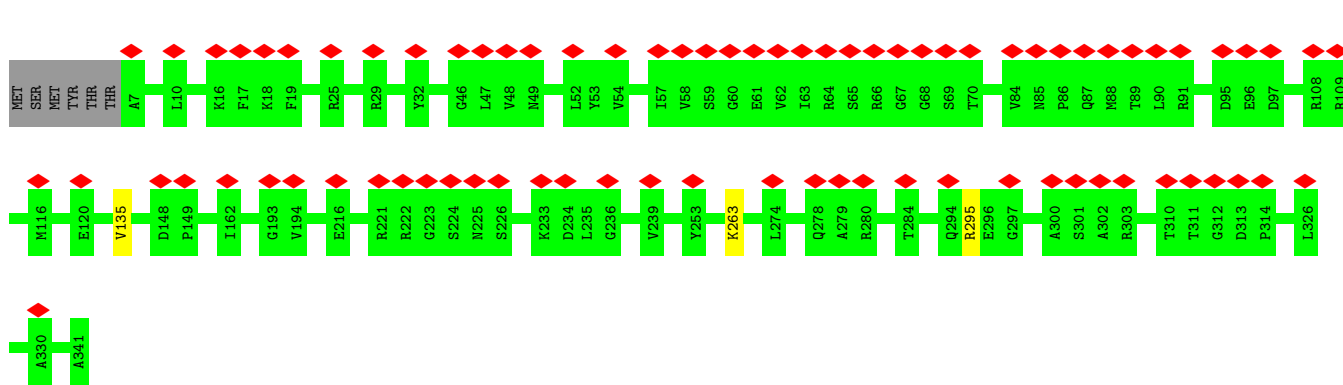 MET SER MET TYR THR THR A7 L10 K16 F17 K18 F19 R25 R29 Y32 G46 L47 V48 N49 L52 Y53 V54 I57 V58 S59 G60 E61 V62 I63 R64 S65 R66 G67 G68 S69 T70 V84 N85 P86 Q87 M88 T89 L90 R91 D95 E96 D97 R108
M116 E120 V135 D148 P149 I162 G193 V194 E216 R221 R222 G223 S224 N225 S226 K233 D234 L235 G236 V239 Y253 K263 L274 Q278 A279 R280 T284 Q294 R295 E296 G297 A300 S301 A302 R303 T310 T311 G312 D313 P314 L326
A330 A341